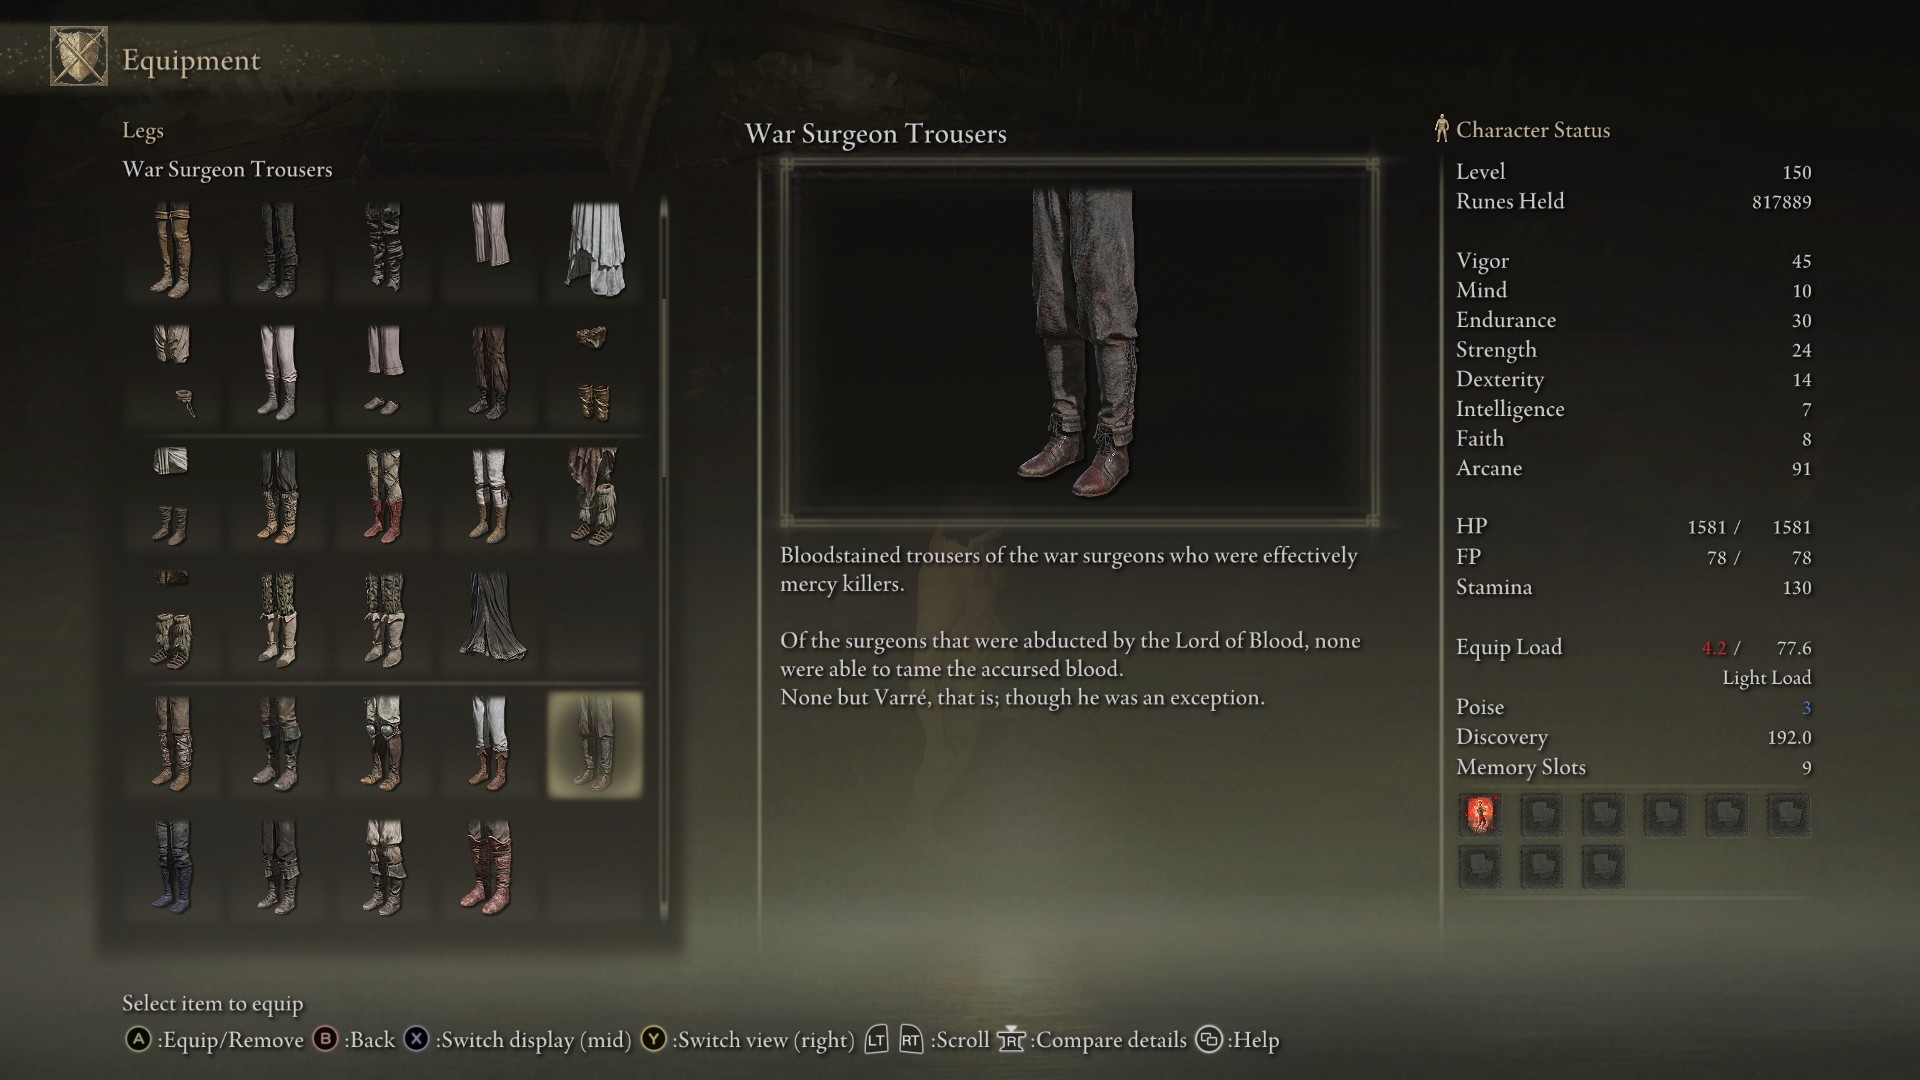 Equipment
Legs
War Surgeon Trousers
War Surgeon Trousers
Bloodstained trousers of the war surgeons who were effectively
mercy killers.
Of the surgeons that were abducted by the Lord of Blood, none
were able to tame the accursed blood.
None but Varré, that is; though he was an exception.
Character Status
Level 150
Runes Held 817889
Vigor 45
Mind 10
Endurance 30
Strength 24
Dexterity 14
Intelligence 7
Faith 8
Arcane 91
HP 1581 / 1581
FP 78 / 78
Stamina 130
Equip Load 4.2 / 77.6
Light Load
Poise 3
Discovery 192.0
Memory Slots 9
Select item to equip
A :Equip/Remove B :Back X :Switch display (mid) Y :Switch view (right) LT RT :Scroll R :Compare details :Help